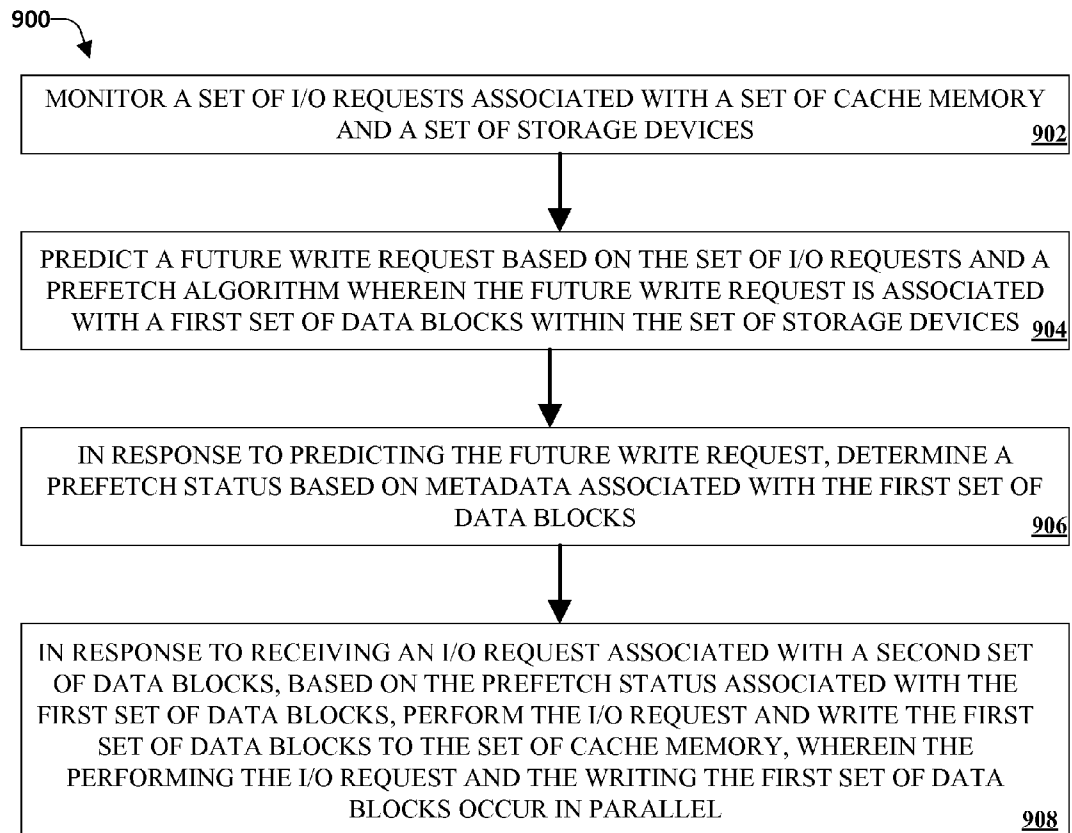 900
MONITOR A SET OF I/O REQUESTS ASSOCIATED WITH A SET OF CACHE MEMORY
AND A SET OF STORAGE DEVICES
902
PREDICT A FUTURE WRITE REQUEST BASED ON THE SET OF I/O REQUESTS AND A
PREFETCH ALGORITHM WHEREIN THE FUTURE WRITE REQUEST IS ASSOCIATED
WITH A FIRST SET OF DATA BLOCKS WITHIN THE SET OF STORAGE DEVICES
904
IN RESPONSE TO PREDICTING THE FUTURE WRITE REQUEST, DETERMINE A
PREFETCH STATUS BASED ON METADATA ASSOCIATED WITH THE FIRST SET OF
DATA BLOCKS
906
IN RESPONSE TO RECEIVING AN I/O REQUEST ASSOCIATED WITH A SECOND SET
OF DATA BLOCKS, BASED ON THE PREFETCH STATUS ASSOCIATED WITH THE
FIRST SET OF DATA BLOCKS, PERFORM THE I/O REQUEST AND WRITE THE FIRST
SET OF DATA BLOCKS TO THE SET OF CACHE MEMORY, WHEREIN THE
PERFORMING THE I/O REQUEST AND THE WRITING THE FIRST SET OF DATA
BLOCKS OCCUR IN PARALLEL
908